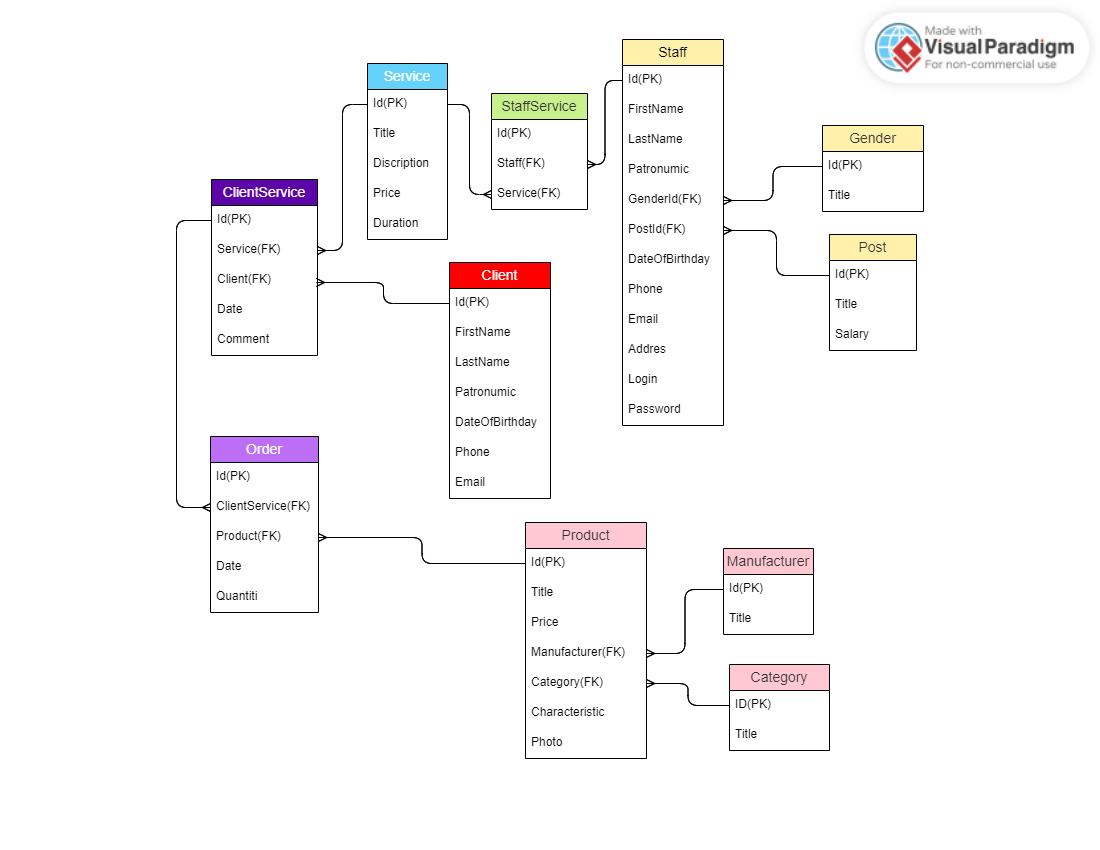 Made with
Visual Paradigm
For non-commercial use
Staff
Id(PK)
FirstName
LastName
Patronumic
GenderId(FK)
PostId(FK)
DateOfBirthday
Phone
Email
Addres
Login
Password
Service
Id(PK)
Title
Discription
Price
Duration
StaffService
Id(PK)
Staff(FK)
Service(FK)
Gender
Id(PK)
Title
Post
Id(PK)
Title
Salary
ClientService
Id(PK)
Service(FK)
Client(FK)
Date
Comment
Client
Id(PK)
FirstName
LastName
Patronumic
DateOfBirthday
Phone
Email
Order
Id(PK)
ClientService(FK)
Product(FK)
Date
Quantiti
Product
Id(PK)
Title
Price
Manufacturer(FK)
Category(FK)
Characteristic
Photo
Manufacturer
Id(PK)
Title
Category
ID(PK)
Title